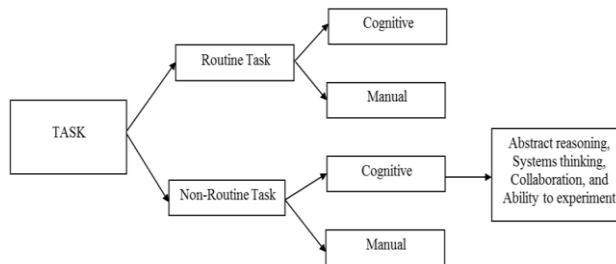 Cognitive
Routine Task
Manual
TASK
Non-Routine Task
Cognitive
Manual
Abstract reasoning,
Systems thinking,
Collaboration, and
Ability to experiment